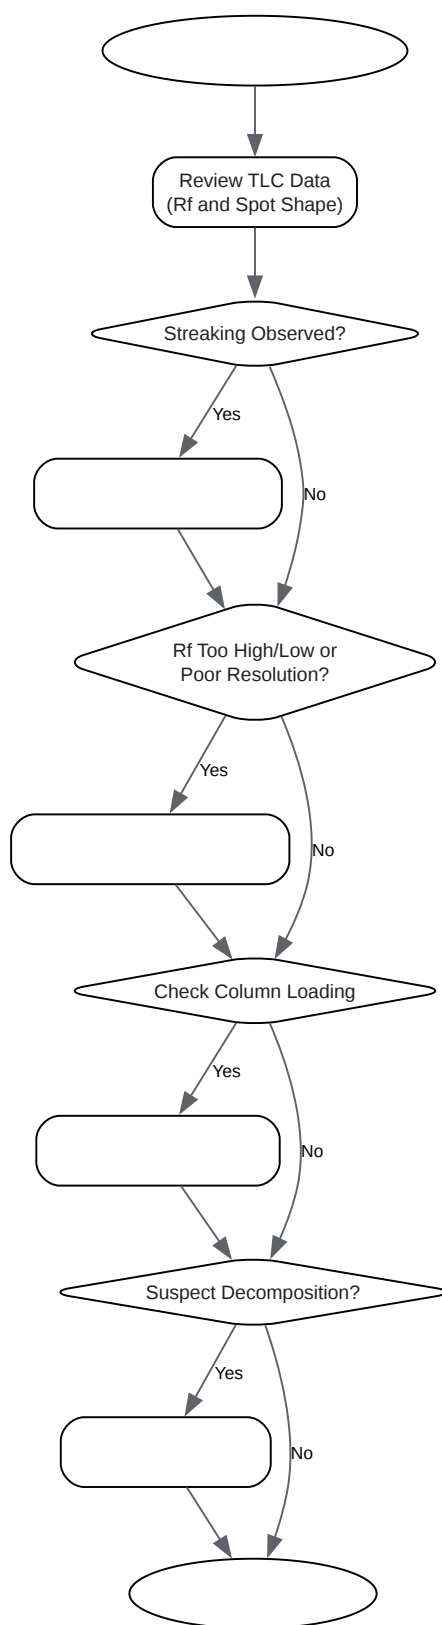 Review TLC Data
(Rf and Spot Shape)
Streaking Observed?
Yes
No
Rf Too High/Low or
Poor Resolution?
Yes
No
Check Column Loading
Yes
No
Suspect Decomposition?
Yes
No